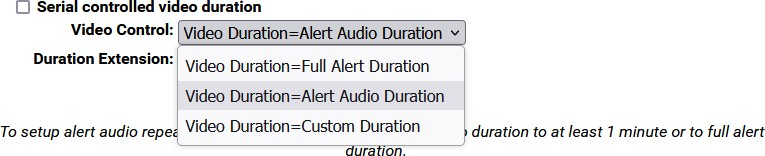 Serial controlled video duration
Video Control: Video Duration=Alert Audio Duration
Duration Extension:
Video Duration=Full Alert Duration
Video Duration=Alert Audio Duration
Video Duration=Custom Duration
To setup alert audio duration to at least 1 minute or to full alert
duration.